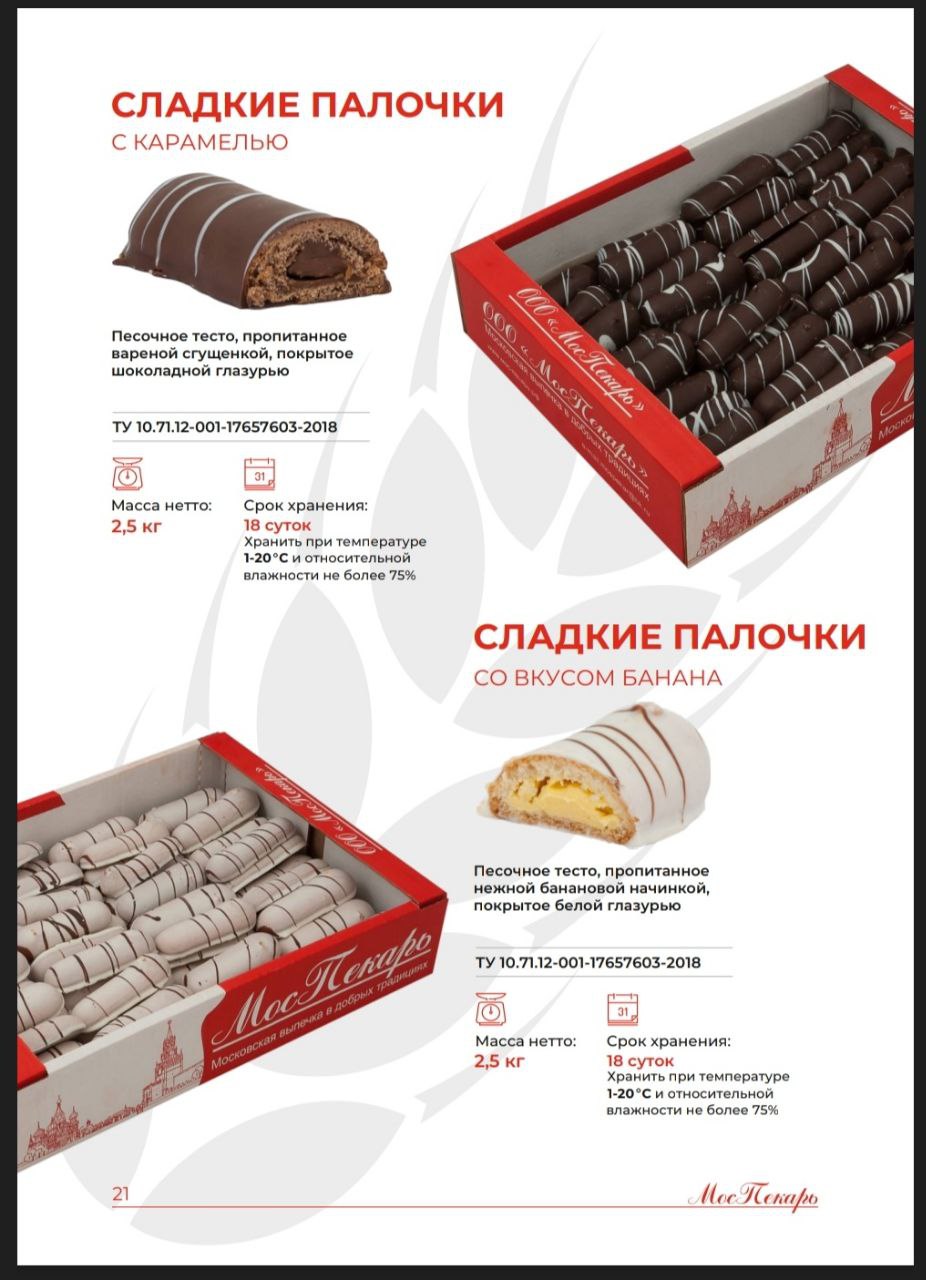 СЛАДКИЕ ПАЛОЧКИ
С КАРАМЕЛЬЮ
Песочное тесто, пропитанное
вареной сгущенкой, покрытое
шоколадной глазурью
ТУ 10.71.12-001-17657603-2018
31
Масса нетто:
2,5 кг
Срок хранения:
18 суток
Хранить при температуре
1-20°C и относительной
влажности не более 75%
ООО «МосПекарь»
ООО «МосПекарь»
Московская выпечка в добрых традициях
СЛАДКИЕ ПАЛОЧКИ
СО ВКУСОМ БАНАНА
Песочное тесто, пропитанное
нежной банановой начинкой,
покрытое белой глазурью
ТУ 10.71.12-001-17657603-2018
31
Масса нетто:
2,5 кг
Срок хранения:
18 суток
Хранить при температуре
1-20°C и относительной
влажности не более 75%
ООО «МосПекарь»
МосПекарь
Московская выпечка в добрых традициях
21
МосПекарь